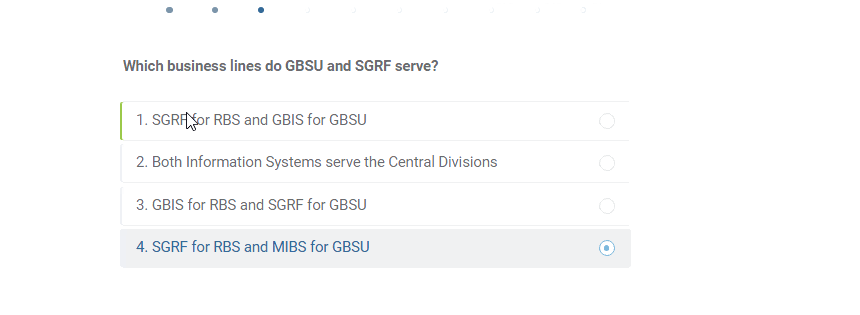 Which business lines do GBSU and SGRF serve?
1. SGRF for RBS and GBIS for GBSU
2. Both Information Systems serve the Central Divisions
3. GBIS for RBS and SGRF for GBSU
4. SGRF for RBS and MIBS for GBSU